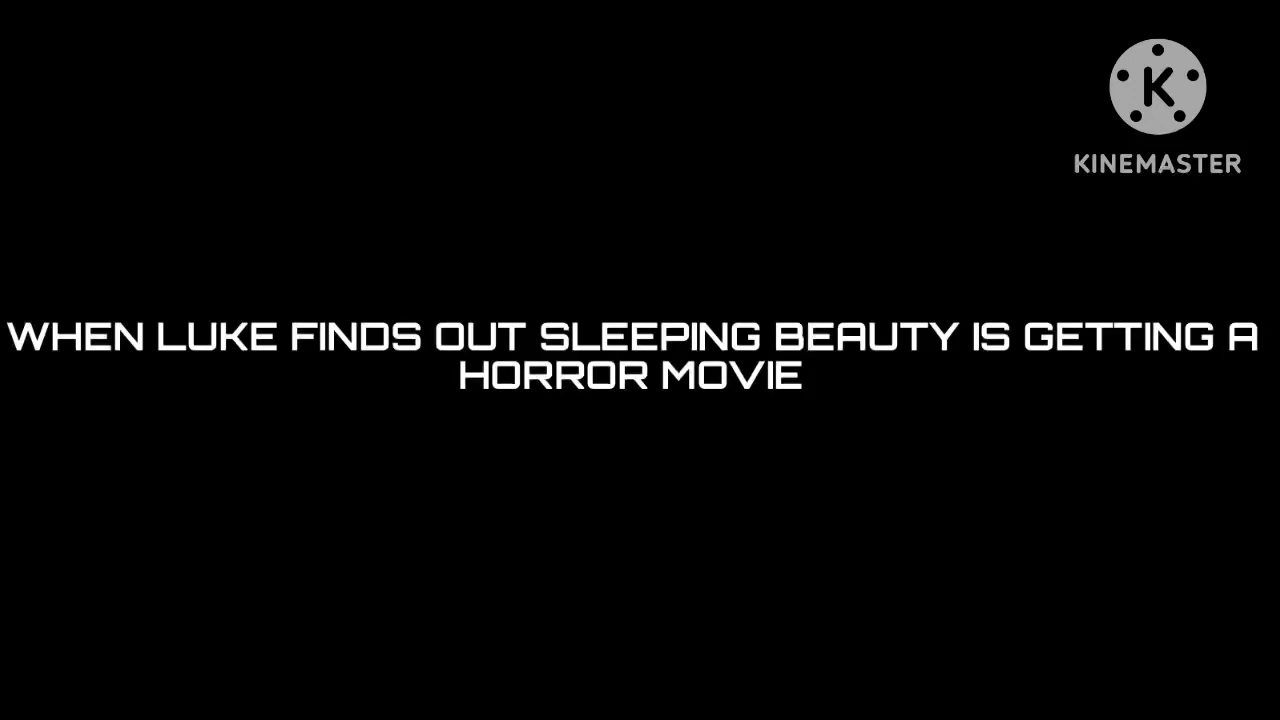 K
KINEMASTER
WHEN LUKE FINDS OUT SLEEPING BEAUTY IS GETTING A
HORROR MOVIE